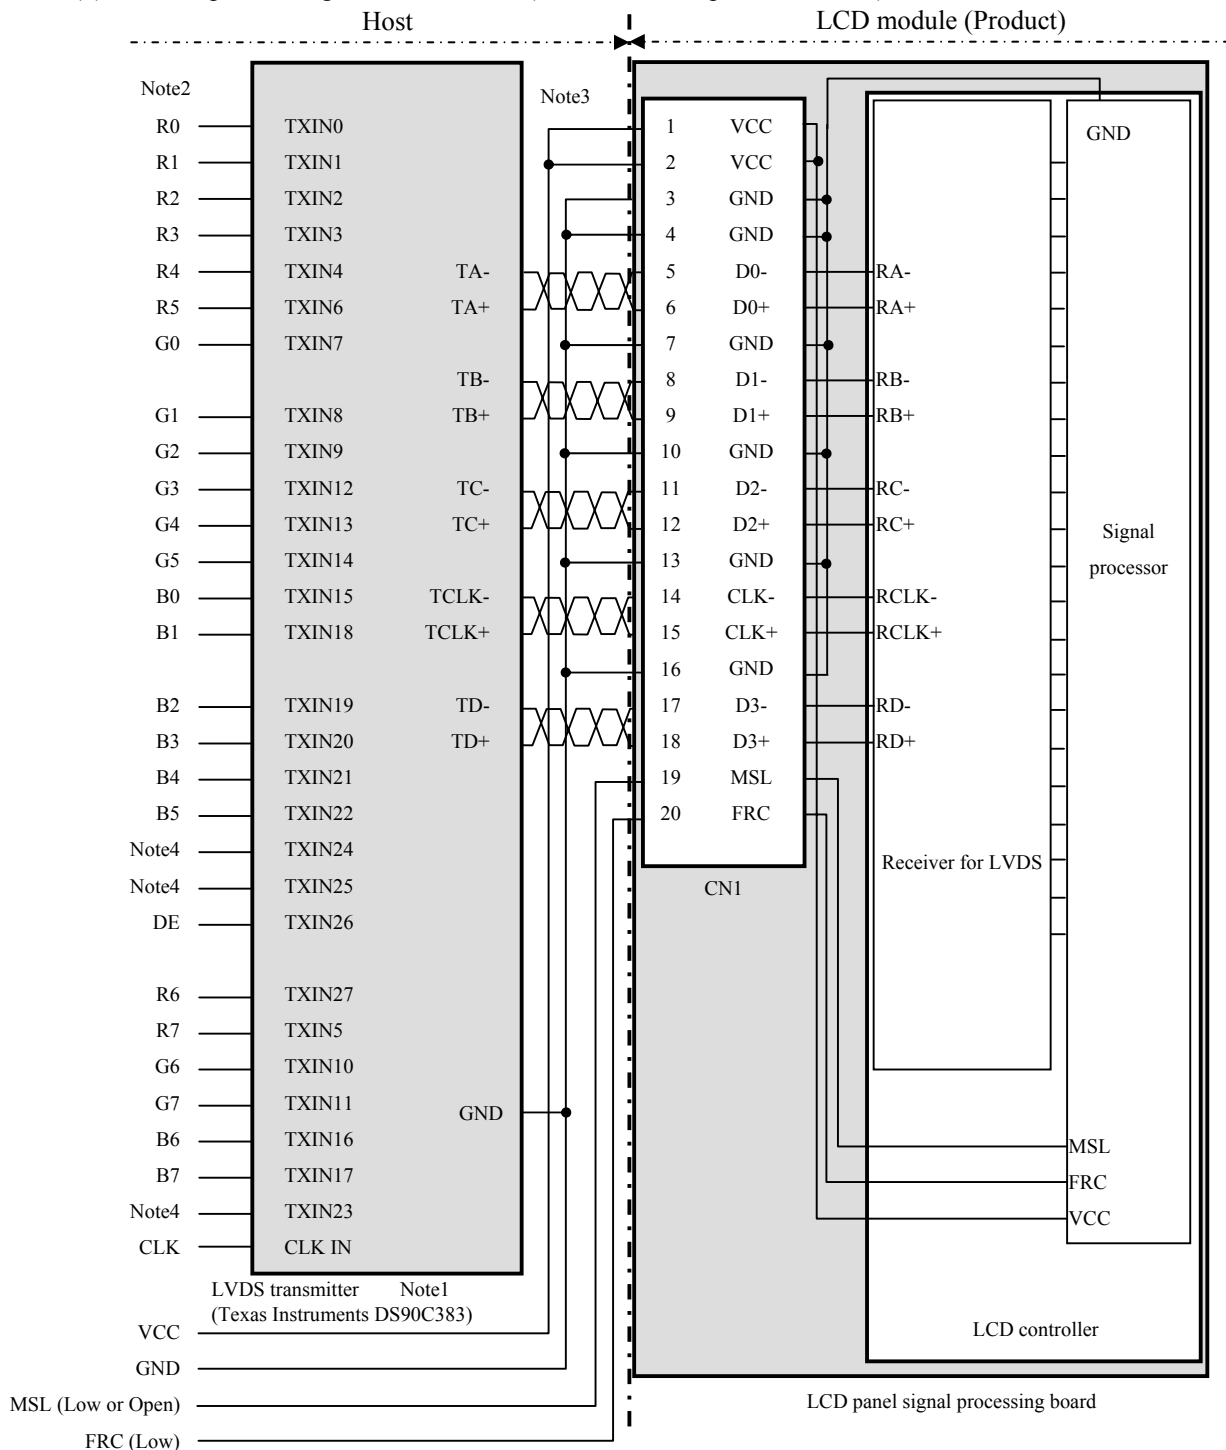 Host
LCD module (Product)
Note2
Note3
R0 TXIN0
R1 TXIN1
R2 TXIN2
R3 TXIN3
R4 TXIN4 TA-
R5 TXIN6 TA+
G0 TXIN7
TB-
G1 TXIN8 TB+
G2 TXIN9
G3 TXIN12 TC-
G4 TXIN13 TC+
G5 TXIN14
B0 TXIN15 TCLK-
B1 TXIN18 TCLK+
B2 TXIN19 TD-
B3 TXIN20 TD+
B4 TXIN21
B5 TXIN22
Note4 TXIN24
Note4 TXIN25
DE TXIN26
R6 TXIN27
R7 TXIN5
G6 TXIN10
G7 TXIN11 GND
B6 TXIN16
B7 TXIN17
Note4 TXIN23
CLK CLK IN
LVDS transmitter Note1
(Texas Instruments DS90C383)
VCC
GND
MSL (Low or Open)
FRC (Low)
1 VCC
2 VCC
3 GND
4 GND
5 D0- RA-
6 D0+ RA+
7 GND
8 D1- RB-
9 D1+ RB+
10 GND
11 D2- RC-
12 D2+ RC+
13 GND
14 CLK- RCLK-
15 CLK+ RCLK+
16 GND
17 D3- RD-
18 D3+ RD+
19 MSL
20 FRC
CN1
Receiver for LVDS
GND
Signal
processor
MSL
FRC
VCC
LCD controller
LCD panel signal processing board